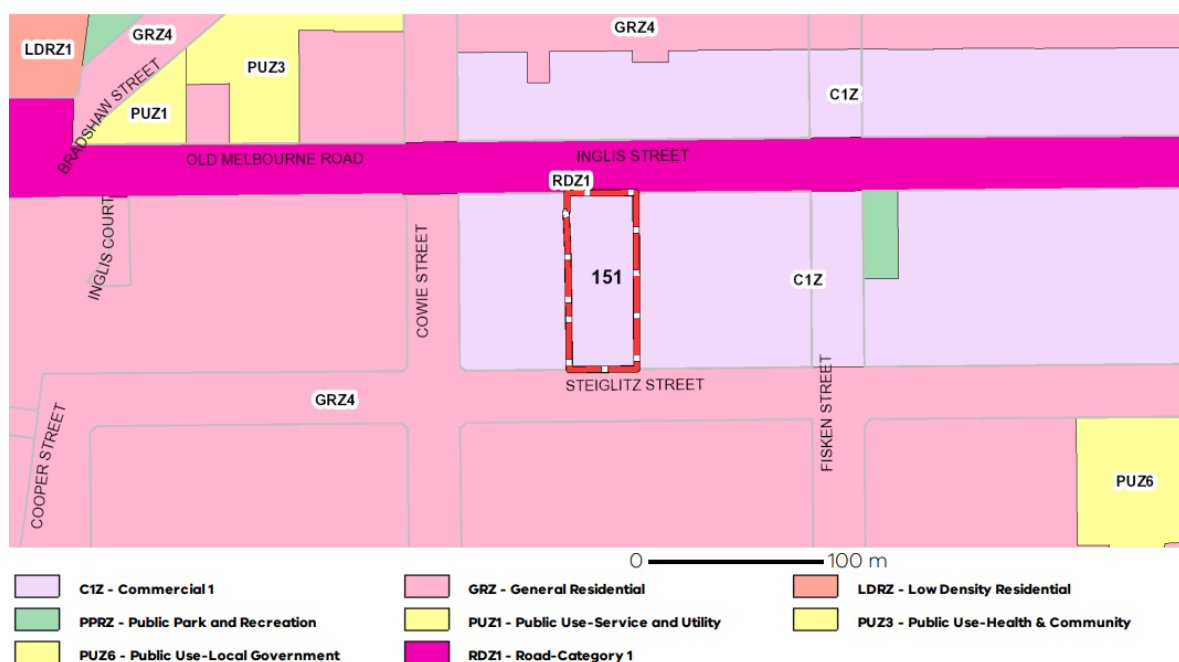 GRZ4
GRZ4
LDRZ1
PUZ3
C1Z
PUZ1
BRADSHAW STREET
OLD MELBOURNE ROAD
INGLIS STREET
RDZ1
INGLIS COURT
COWIE STREET
151
C1Z
STEIGLITZ STREET
GRZ4
FISKEN STREET
COOPER STREET
PUZ6
0 100 m
C1Z - Commercial 1
GRZ - General Residential
LDRZ - Low Density Residential
PPRZ - Public Park and Recreation
PUZ1 - Public Use-Service and Utility
PUZ3 - Public Use-Health & Community
PUZ6 - Public Use-Local Government
RDZ1 - Road-Category 1